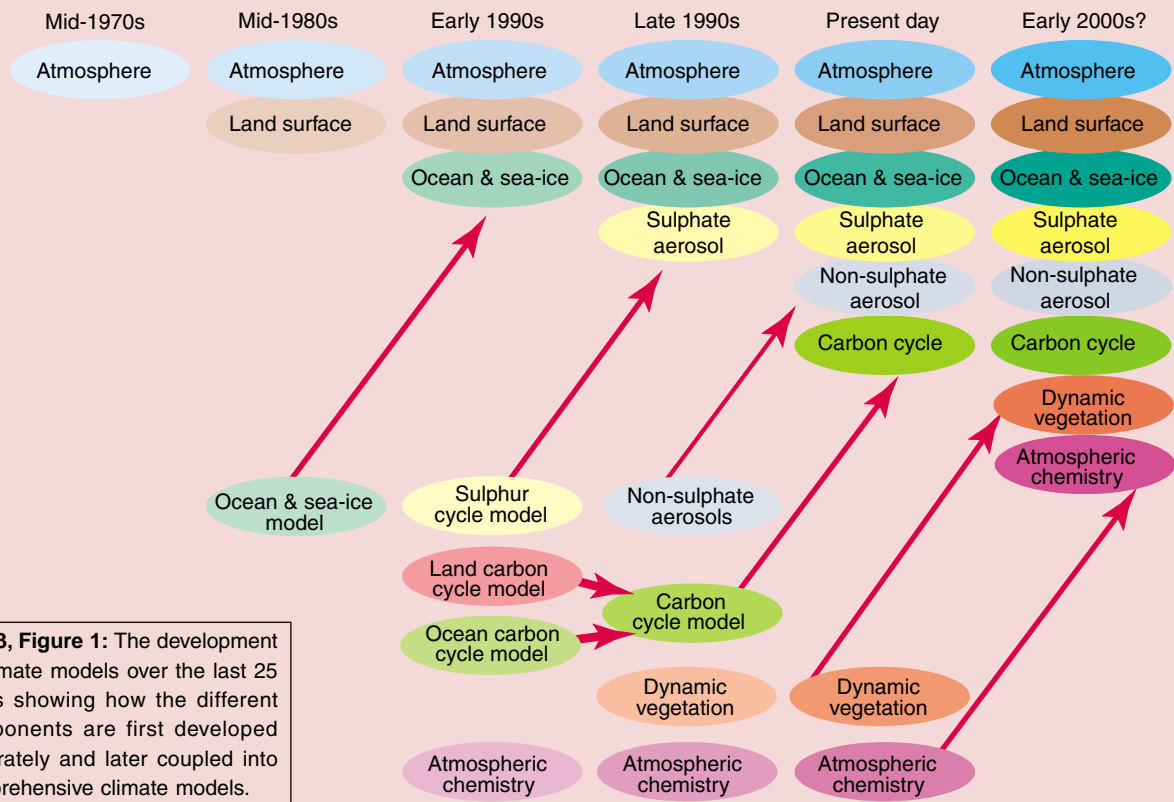 Mid-1970s Mid-1980s Early 1990s Late 1990s Present day Early 2000s?
Atmosphere Atmosphere Atmosphere Atmosphere Atmosphere Atmosphere
Land surface Land surface Land surface Land surface Land surface
Ocean & sea-ice Ocean & sea-ice Ocean & sea-ice Ocean & sea-ice
Sulphate Sulphate Sulphate
aerosol aerosol aerosol
Non-sulphate Non-sulphate
aerosol aerosol
Carbon cycle Carbon cycle
Dynamic
vegetation
Atmospheric
chemistry
Ocean & sea-ice
model
Sulphur
cycle model
Non-sulphate
aerosols
Land carbon
cycle model
Carbon
cycle model
Ocean carbon
cycle model
Dynamic
vegetation
Dynamic
vegetation
Atmospheric
chemistry
Atmospheric
chemistry
Atmospheric
chemistry
3, Figure 1: The development
models over the last 25
showing how the different
are first developed
and later coupled into
climate models.